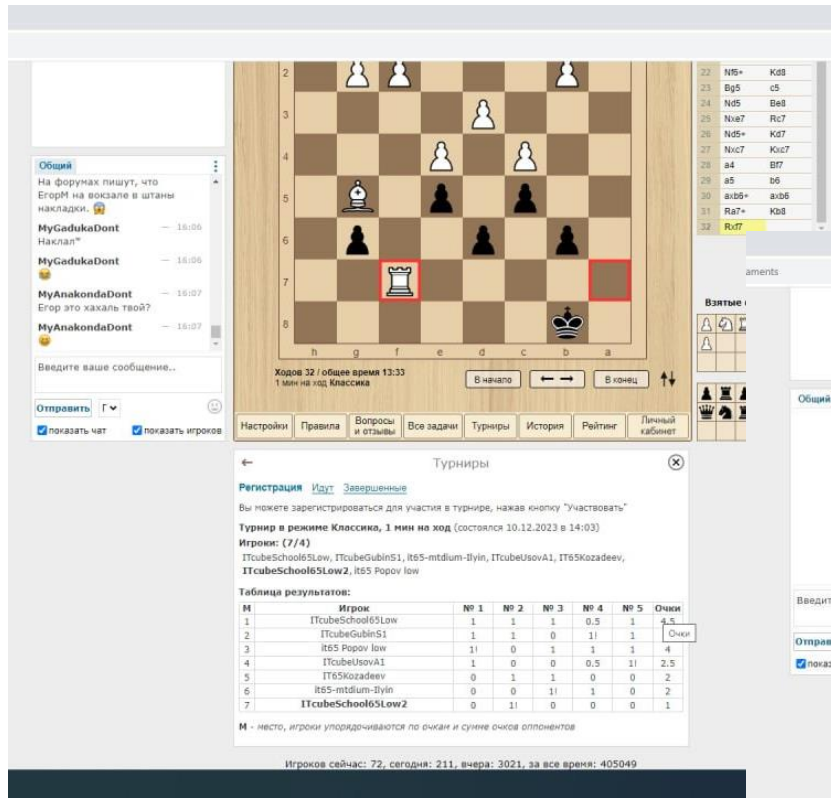 Общий
На форумах пишут, что
ЕгорМ на вокзале в штаны
накладки.
MyGadukaDont — 16:06
Наклал"
MyGadukaDont — 16:06
MyAnakondaDont — 16:07
Егор это хахаль твой?
MyAnakondaDont — 16:07
Введите ваше сообщение..
Отправить Г
показать чат показать игроков
2
3
4
5
6
7
8
h g f e d c b a
Ходов 32 / общее время 13:33
1 мин на ход Классика
В начало
В конец
22 Nf6+ Kd8
23 Bg5 c5
24 Nd5 Be8
25 Nxe7 Rc7
26 Nd5+ Kd7
27 Nxc7 Kxc7
28 a4 Bf7
29 a5 b6
30 axb6+ axb6
31 Ra7+ Kb8
32 Rxf7
aments
Взятые
Общий
Введит
Отправ
показ
Настройки Правила Вопросы и отзывы Все задачи Турниры История Рейтинг Личный кабинет
← Турниры
Регистрация Идут Завершенные
Вы можете зарегистрироваться для участия в турнире, нажав кнопку "Участвовать"
Турнир в режиме Классика, 1 мин на ход (состоялся 10.12.2023 в 14:03)
Игроки: (7/4)
ITcubeSchool65Low, ITcubeGubinS1, it65-mtdium-Ilyin, ITcubeUsovA1, IT65Kozadeev,
ITcubeSchool65Low2, it65 Popov low
Таблица результатов:
М Игрок № 1 № 2 № 3 № 4 № 5 Очки
1 ITcubeSchool65Low 1 1 1 0.5 1 4.5
2 ITcubeGubinS1 1 1 0 1! 1
Очки
3 it65 Popov low 1! 0 1 1 1 4
4 ITcubeUsovA1 1 0 0 0.5 1! 2.5
5 IT65Kozadeev 0 1 1 0 0 2
6 it65-mtdium-Ilyin 0 0 1! 1 0 2
7 ITcubeSchool65Low2 0 1! 0 0 0 1
М - место, игроки упорядочиваются по очкам и сумме очков оппонентов
Игроков сейчас: 72, сегодня: 211, вчера: 3021, за все время: 405049